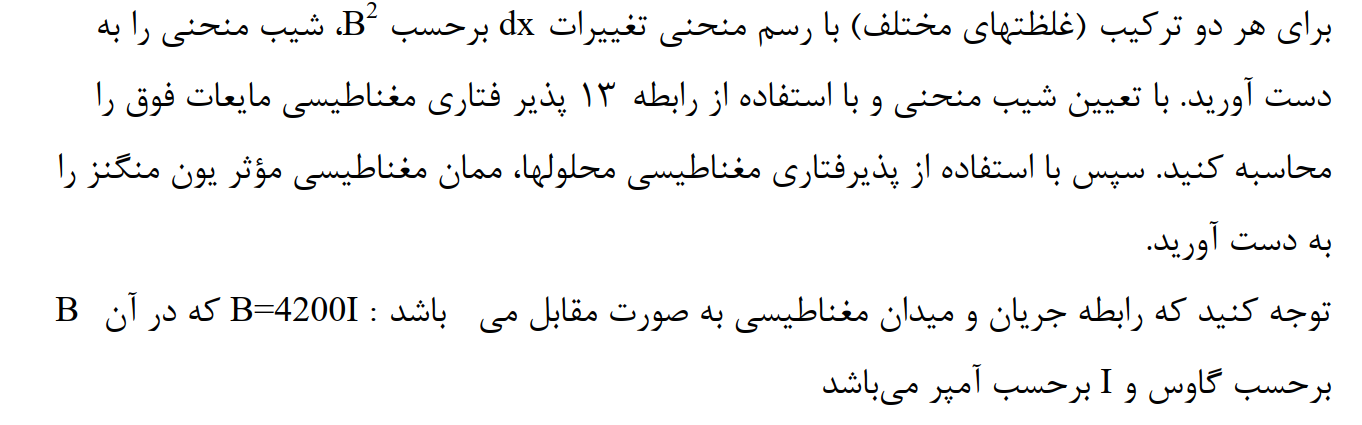 برای هر دو ترکیب (غلظتهای مختلف) با رسم منحنی تغییرات dx برحسب B²، شیب منحنی را به
دست آورید. با تعیین شیب منحنی و با استفاده از رابطه ۱۳ پذیر فتاری مغناطیسی مایعات فوق را
محاسبه کنید. سپس با استفاده از پذیرفتاری مغناطیسی محلولها، ممان مغناطیسی مؤثر یون منگنز را
به دست آورید.
توجه کنید که رابطه جریان و میدان مغناطیسی به صورت مقابل می باشد : B=4200I که در آن B
برحسب گاوس و I برحسب آمپر می‌باشد